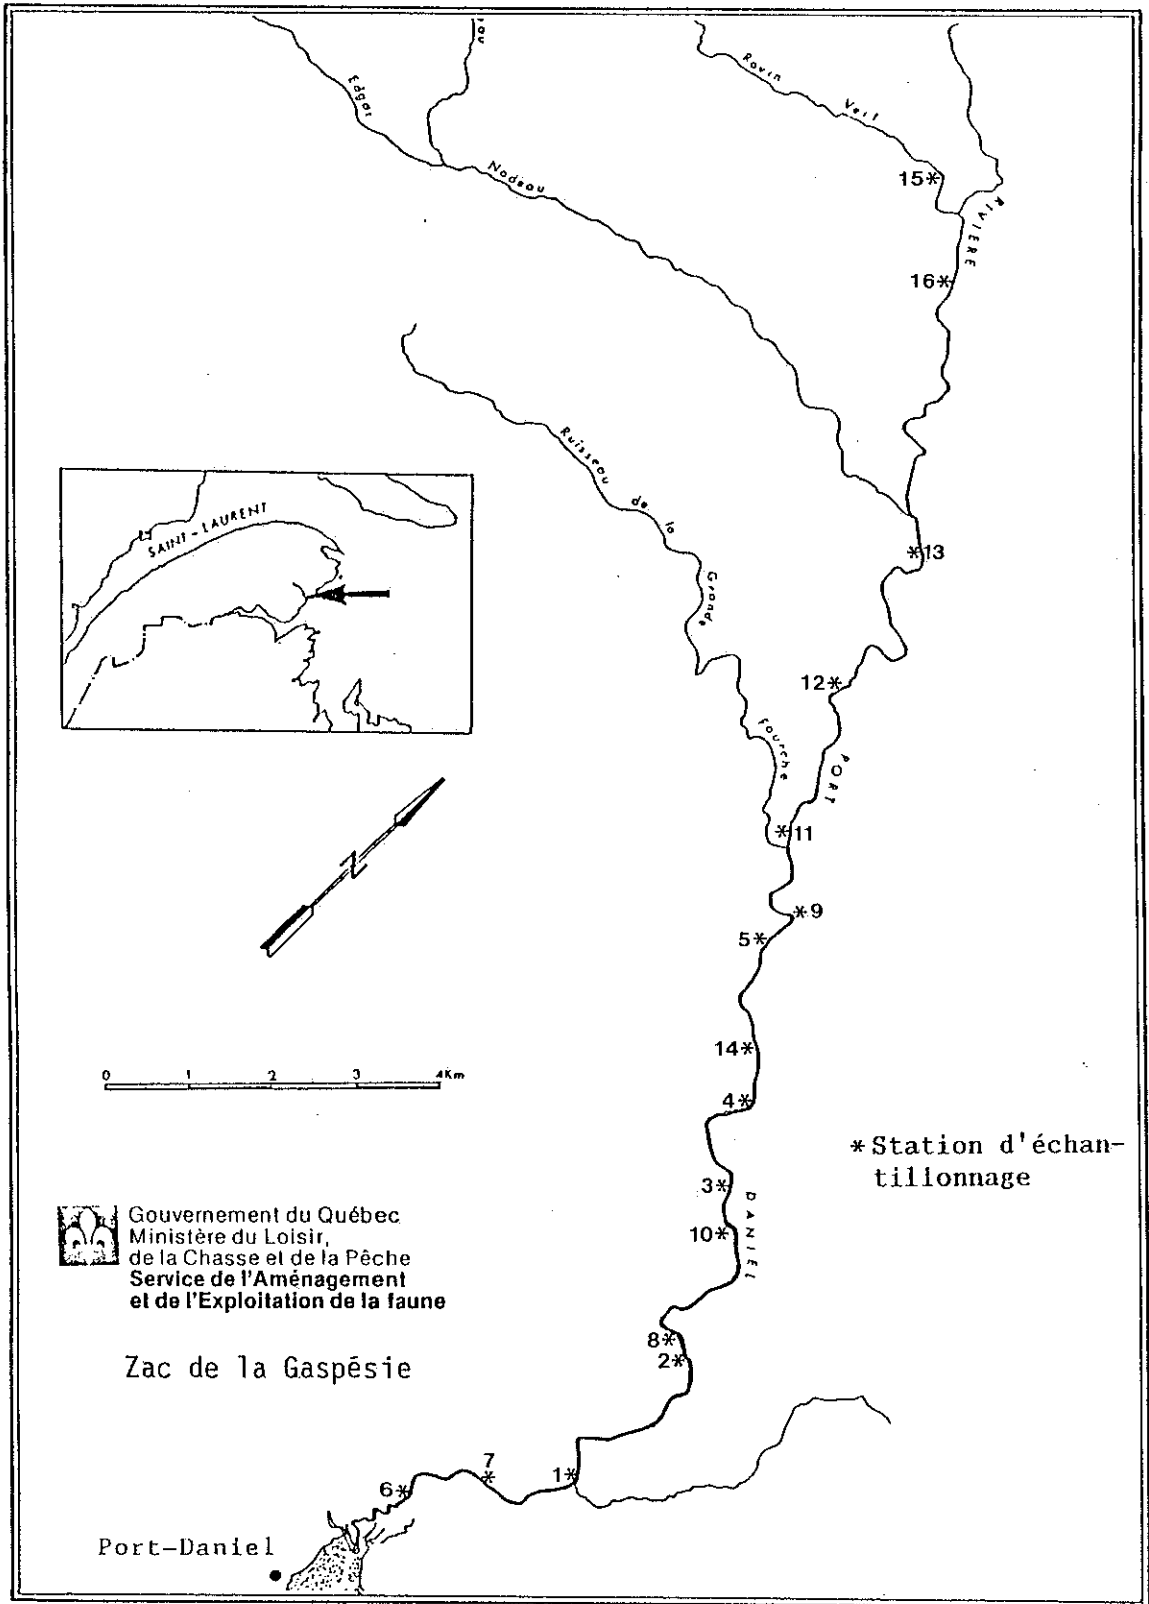 Edgar
Nadeau
Ravin Vert
15*
RIVIÈRE
16*
Ruisseau de la Grande Fourche
SAINT-LAURENT
*13
12*
PORT
*11
N
*9
5*
14*
0 1 2 3 4Km
4*
*Station d'échan-
tillonnage
3*
DANIEL
10*
Gouvernement du Québec
Ministère du Loisir,
de la Chasse et de la Pêche
Service de l'Aménagement
et de l'Exploitation de la faune
8*
2*
Zac de la Gaspésie
7
*
1*
6*
Port-Daniel